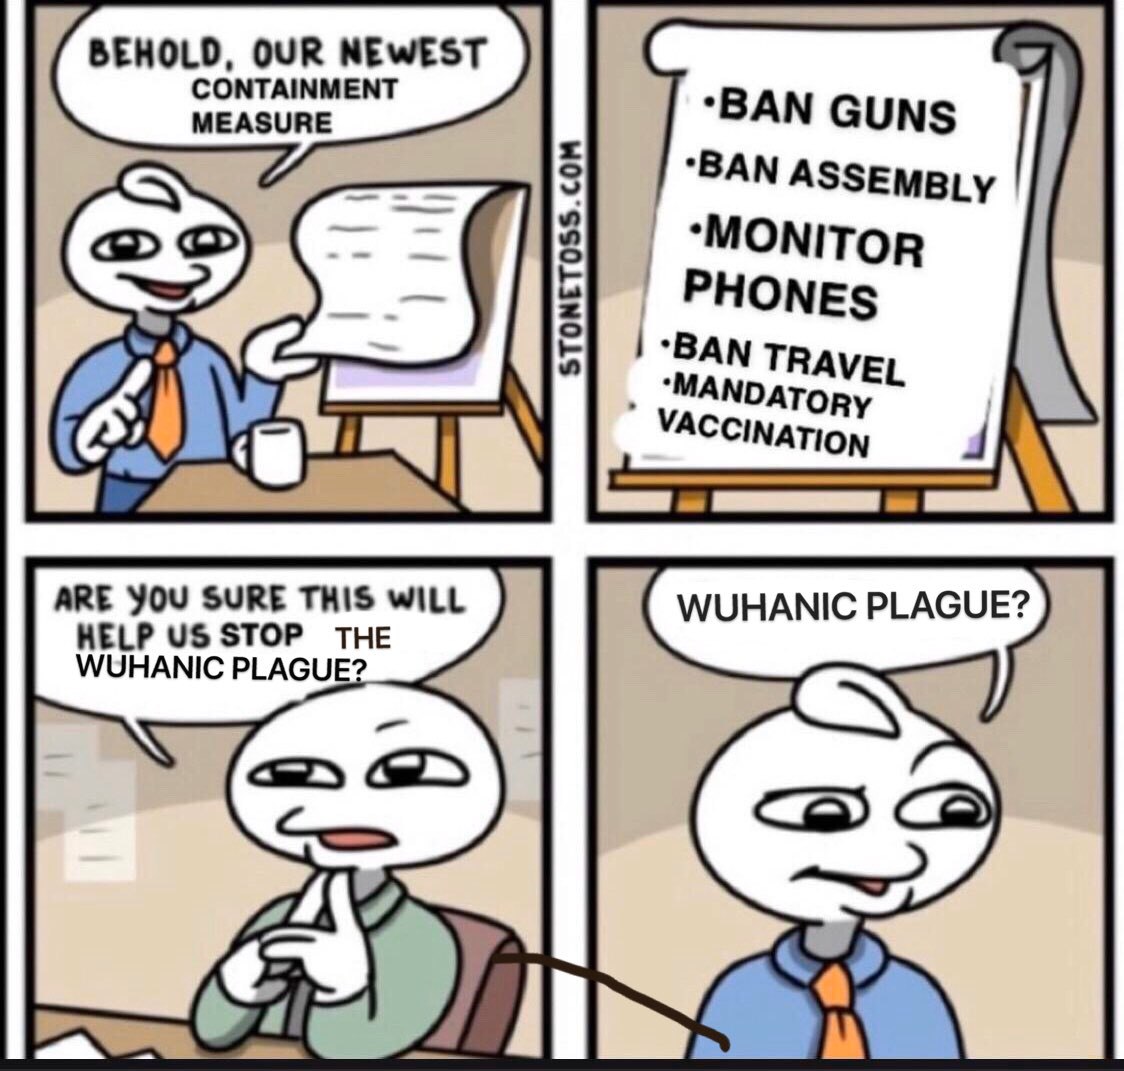 BEHOLD, OUR NEWEST
CONTAINMENT
MEASURE
STONETOSS.COM
•BAN GUNS
•BAN ASSEMBLY
•MONITOR
PHONES
•BAN TRAVEL
•MANDATORY
VACCINATION
ARE YOU SURE THIS WILL
HELP US STOP THE
WUHANIC PLAGUE?
WUHANIC PLAGUE?